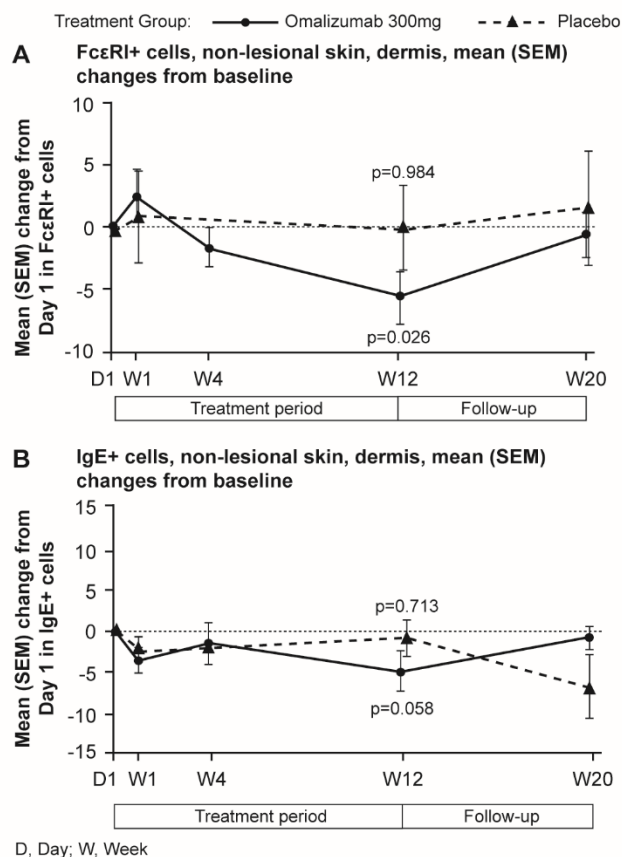 Treatment Group: Omalizumab 300mg Placebo
A FcεRI+ cells, non-lesional skin, dermis, mean (SEM)
changes from baseline
Mean (SEM) change from
Day 1 in FcεRI+ cells
10
5
0
-5
-10
p=0.984
p=0.026
D1 W1 W4 W12 W20
Treatment period Follow-up
B IgE+ cells, non-lesional skin, dermis, mean (SEM)
changes from baseline
Mean (SEM) change from
Day 1 in IgE+ cells
15
10
5
0
-5
-10
-15
p=0.713
p=0.058
D1 W1 W4 W12 W20
Treatment period Follow-up
D, Day; W, Week